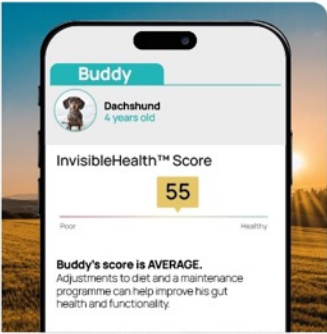 Buddy
Dachshund
4 years old
InvisibleHealth™ Score
55
Poor
Healthy
Buddy's score is AVERAGE.
Adjustments to diet and a maintenance
programme can help improve his gut
health and functionality.